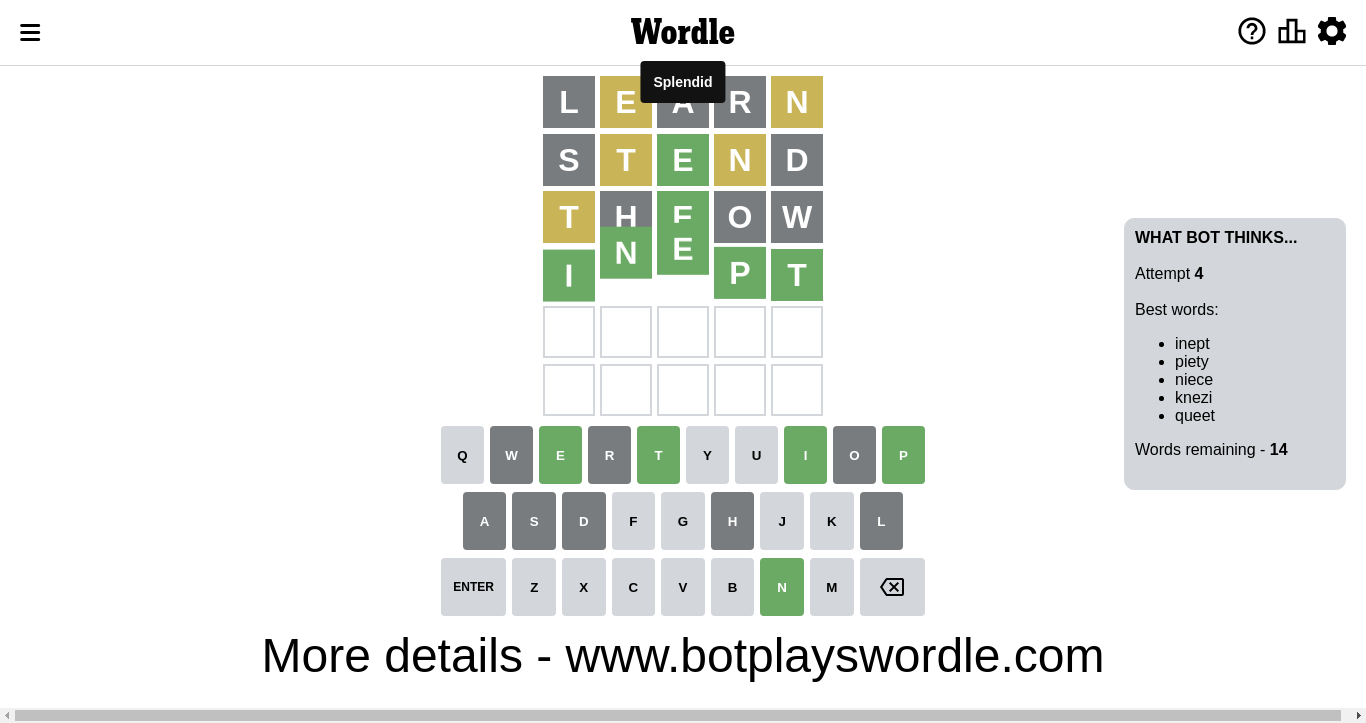 Wordle
Splendid
L E A R N
S T E N D
T H E O W
I N E P T
WHAT BOT THINKS...
Attempt 4
Best words:
inept
piety
niece
knezi
queet
Words remaining - 14
Q W E R T Y U I O P
A S D F G H J K L
ENTER Z X C V B N M
More details - www.botplayswordle.com